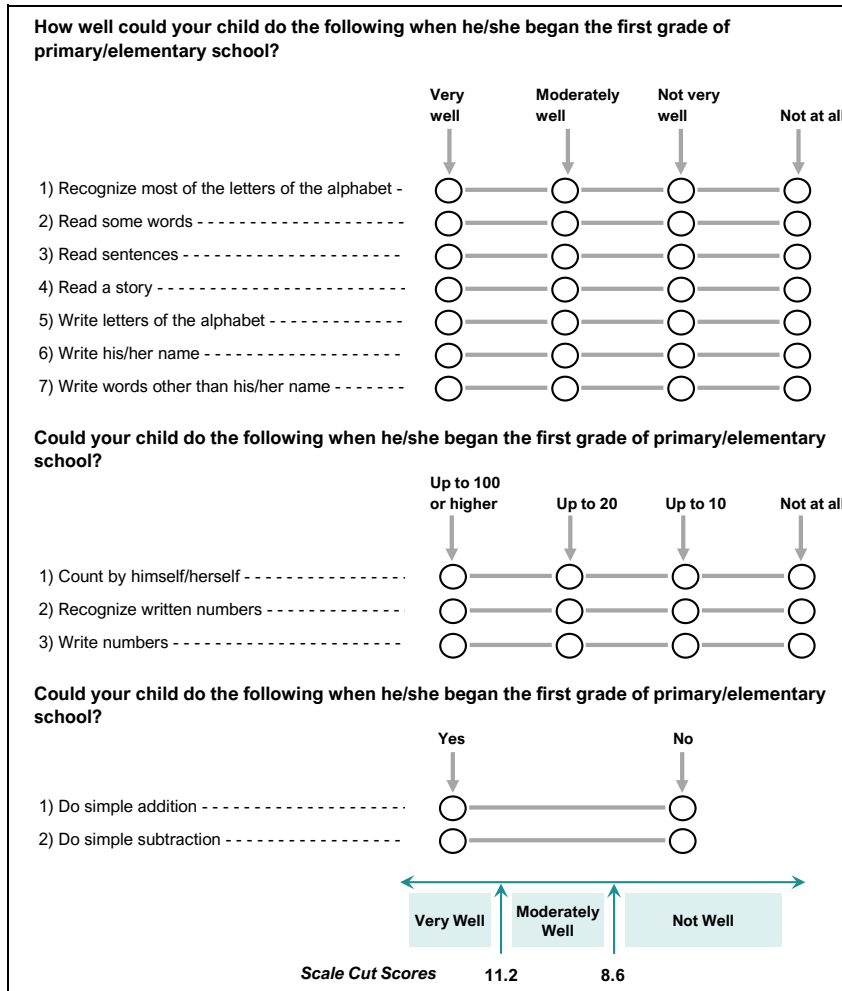 How well could your child do the following when he/she began the first grade of
primary/elementary school?
Very
well
Moderately
well
Not very
well
Not at all
1) Recognize most of the letters of the alphabet -
2) Read some words - - - - - - - - - - - - - - - - - - - -
3) Read sentences - - - - - - - - - - - - - - - - - - - - -
4) Read a story - - - - - - - - - - - - - - - - - - - - - - - -
5) Write letters of the alphabet - - - - - - - - - - - - -
6) Write his/her name - - - - - - - - - - - - - - - - - - -
7) Write words other than his/her name - - - - - - -
Could your child do the following when he/she began the first grade of primary/elementary
school?
Up to 100
or higher
Up to 20
Up to 10
Not at all
1) Count by himself/herself - - - - - - - - - - - - - - - -
2) Recognize written numbers - - - - - - - - - - - - - -
3) Write numbers - - - - - - - - - - - - - - - - - - - - - - -
Could your child do the following when he/she began the first grade of primary/elementary
school?
Yes
No
1) Do simple addition - - - - - - - - - - - - - - - - - - - -
2) Do simple subtraction - - - - - - - - - - - - - - - - - -
Very Well
Moderately
Well
Not Well
Scale Cut Scores 11.2 8.6